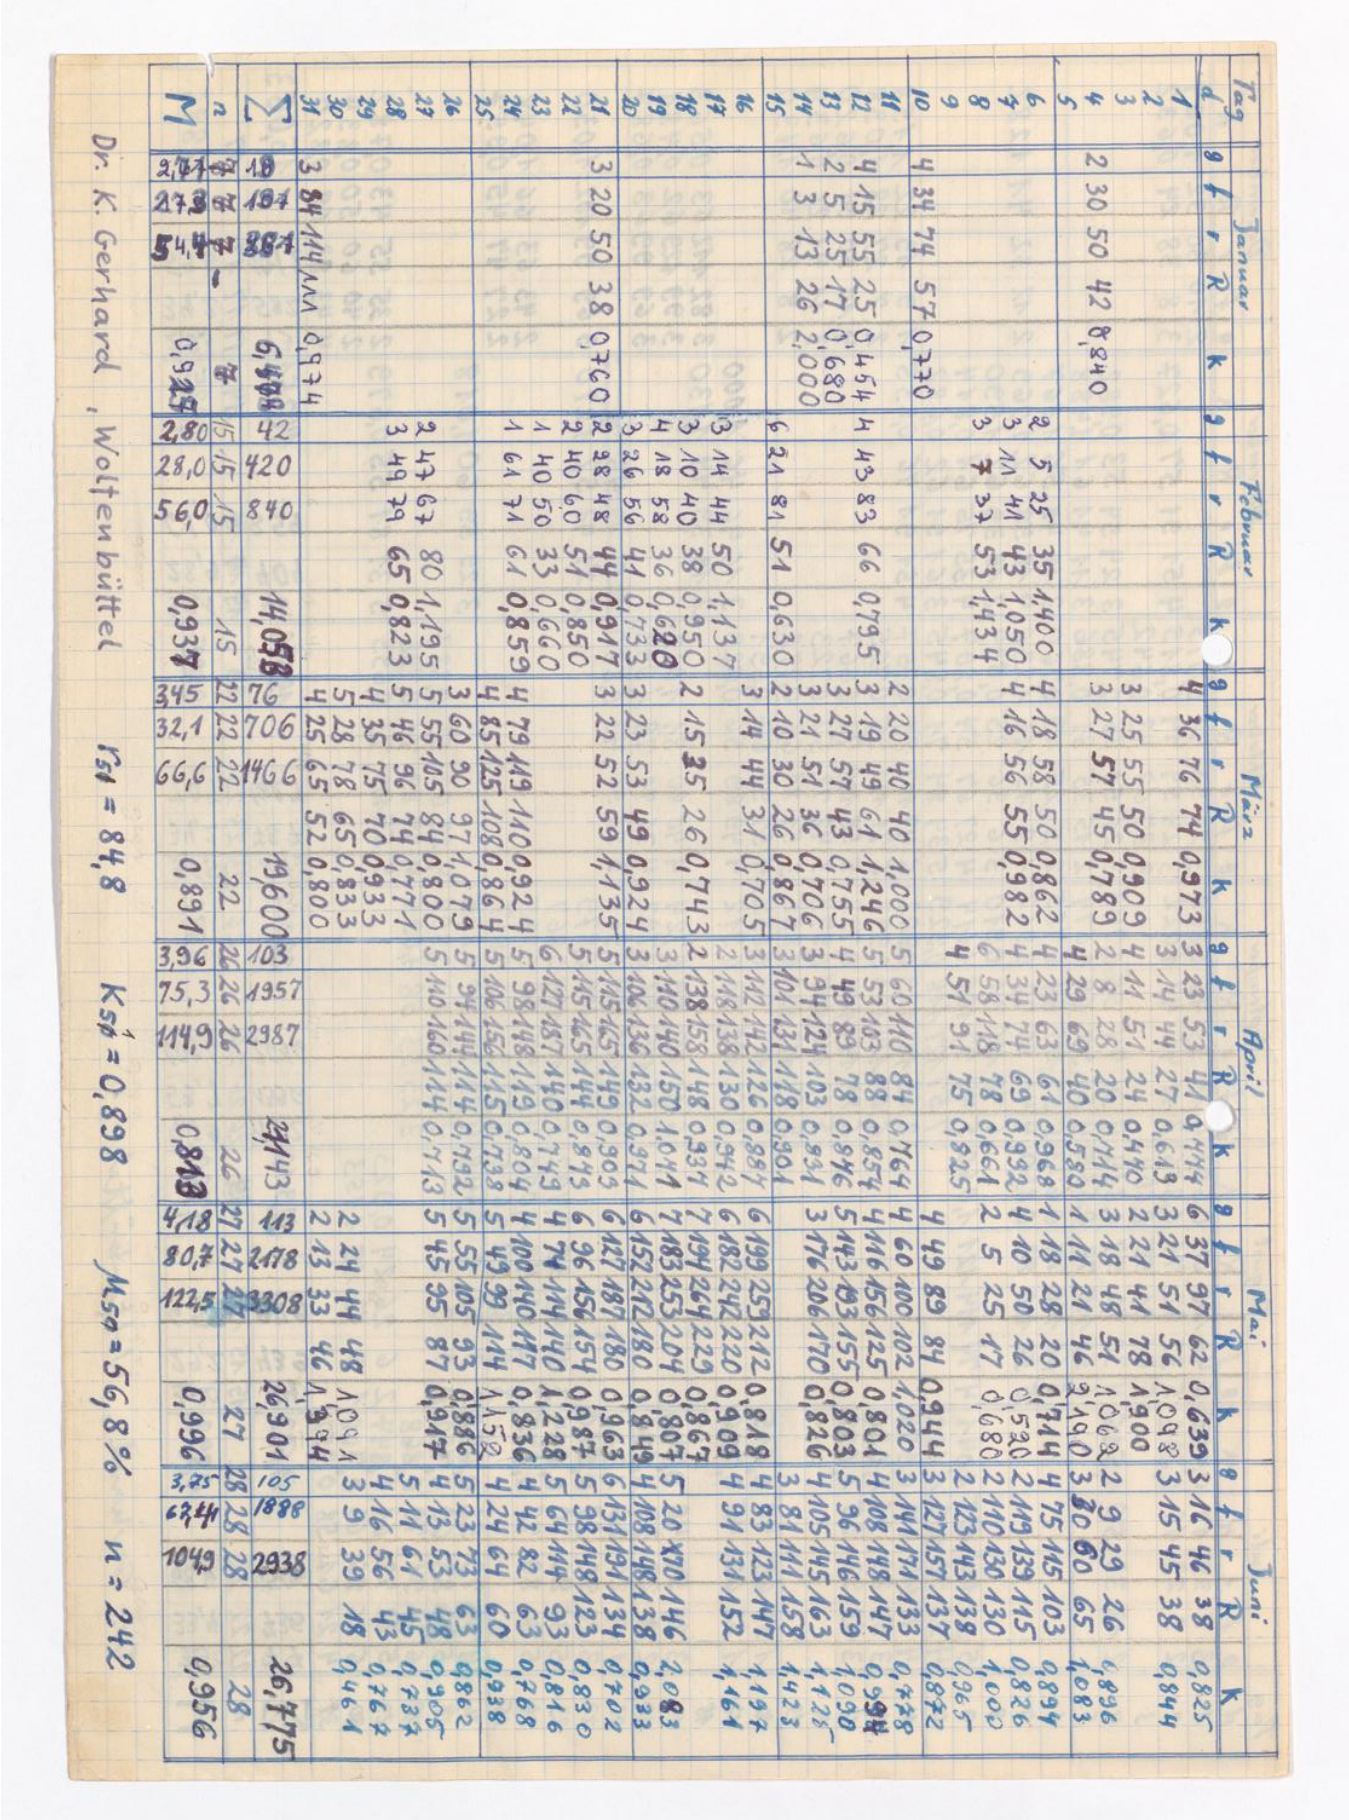 Tag Januar Februar März April Mai Juni
d g f r R k g f r R k g f r R k g f r R k g f r R k g f r R k
1 4 36 76 74 0,973 3 23 53 41 0,774 6 37 97 62 0,639 3 16 46 38 0,825
2 3 14 44 27 0,613 3 21 51 56 1,098 3 15 45 38 0,844
3 3 25 55 50 0,909 4 11 51 24 0,470 2 21 41 78 1,900
4 2 30 50 42 0,840 3 27 57 45 0,789 2 8 28 20 0,714 3 18 48 51 1,062 2 9 29 26 0,896
5 4 29 69 40 0,580 1 11 21 46 2,190 3 30 60 65 1,083
6 2 5 25 35 1,400 4 18 58 50 0,862 4 23 63 61 0,968 1 18 28 20 0,714 4 75 115 103 0,894
7 3 11 41 43 1,050 4 16 56 55 0,982 4 34 74 69 0,932 4 10 50 26 0,520 2 119 139 115 0,826
8 3 7 37 53 1,434 6 58 118 78 0,661 2 5 25 17 0,680 2 110 130 130 1,000
9 4 51 91 75 0,825 2 123 143 138 0,965
10 4 34 74 57 0,770 4 49 89 84 0,944 3 127 157 137 0,872
11 2 20 40 40 1,000 5 60 110 84 0,764 4 60 100 102 1,020 3 141 171 133 0,778
12 4 15 55 25 0,454 4 43 83 66 0,795 3 19 49 61 1,246 5 53 103 88 0,854 4 116 156 125 0,801 4 108 148 147 0,994
13 2 5 25 17 0,680 3 27 57 43 0,755 4 49 89 78 0,876 5 143 193 155 0,803 5 96 146 159 1,090
14 1 3 13 26 2,000 3 21 51 36 0,706 3 94 124 103 0,831 3 176 206 170 0,826 4 105 145 163 1,125
15 6 21 81 51 0,630 2 10 30 26 0,867 3 101 131 118 0,901 3 81 111 158 1,423
16 3 14 44 31 0,705 3 112 142 126 0,887 6 199 259 212 0,818 4 83 123 147 1,197
17 3 14 44 50 1,137 2 118 138 130 0,942 6 182 242 220 0,909 4 91 131 152 1,161
18 3 10 40 38 0,950 2 15 35 26 0,743 2 138 158 148 0,937 7 194 264 229 0,867
19 4 18 58 36 0,620 3 110 140 150 1,071 7 183 253 204 0,807 5 20 70 146 2,083
20 3 26 56 41 0,733 3 23 53 49 0,924 3 106 136 132 0,971 6 152 212 180 0,849 4 108 148 138 0,933
21 3 20 50 38 0,760 2 28 48 44 0,917 3 22 52 59 1,135 5 115 165 149 0,903 6 127 187 180 0,963 6 131 191 134 0,702
22 2 40 60 51 0,850 5 115 165 144 0,873 6 96 156 154 0,987 5 98 148 123 0,830
23 1 40 50 33 0,660 6 127 187 140 0,749 4 74 114 140 1,228 5 64 114 93 0,816
24 1 61 71 61 0,859 4 79 119 110 0,924 5 98 148 119 0,804 4 100 140 117 0,836 4 42 82 63 0,768
25 4 85 125 108 0,864 5 106 156 115 0,738 5 49 99 114 1,152 4 24 64 60 0,938
26 3 60 90 97 1,079 5 94 144 114 0,792 5 55 105 93 0,886 5 23 73 63 0,862
27 2 47 67 80 1,195 5 55 105 84 0,800 5 110 160 114 0,713 5 45 95 87 0,917 4 13 53 48 0,905
28 3 49 79 65 0,823 5 46 96 74 0,771 5 11 61 45 0,737
29 4 35 75 70 0,933 4 16 56 43 0,767
30 5 28 78 65 0,833 2 24 44 48 1,091 3 9 39 18 0,461
31 3 84 114 111 0,974 4 25 65 52 0,800 2 13 33 46 1,394
Σ 19 6,478 42 420 840 14,053 76 706 1466 19,600 103 1957 2987 21,143 113 2178 3308 26,901 105 1888 2938 26,775
n 7 7 7 - 7 15 15 15 15 22 22 22 22 26 26 26 26 27 27 27 27 28 28 28 28
M 2,71 27,3 54,4 0,925 2,80 28,0 56,0 0,937 3,45 32,1 66,6 0,891 3,96 75,3 114,9 0,813 4,18 80,7 122,5 0,996 3,75 67,4 104,9 0,956
Dr. K. Gerhard, Wolfenbüttel r51 = 84,8 K51 = 0,898 M50 = 56,8% n = 242